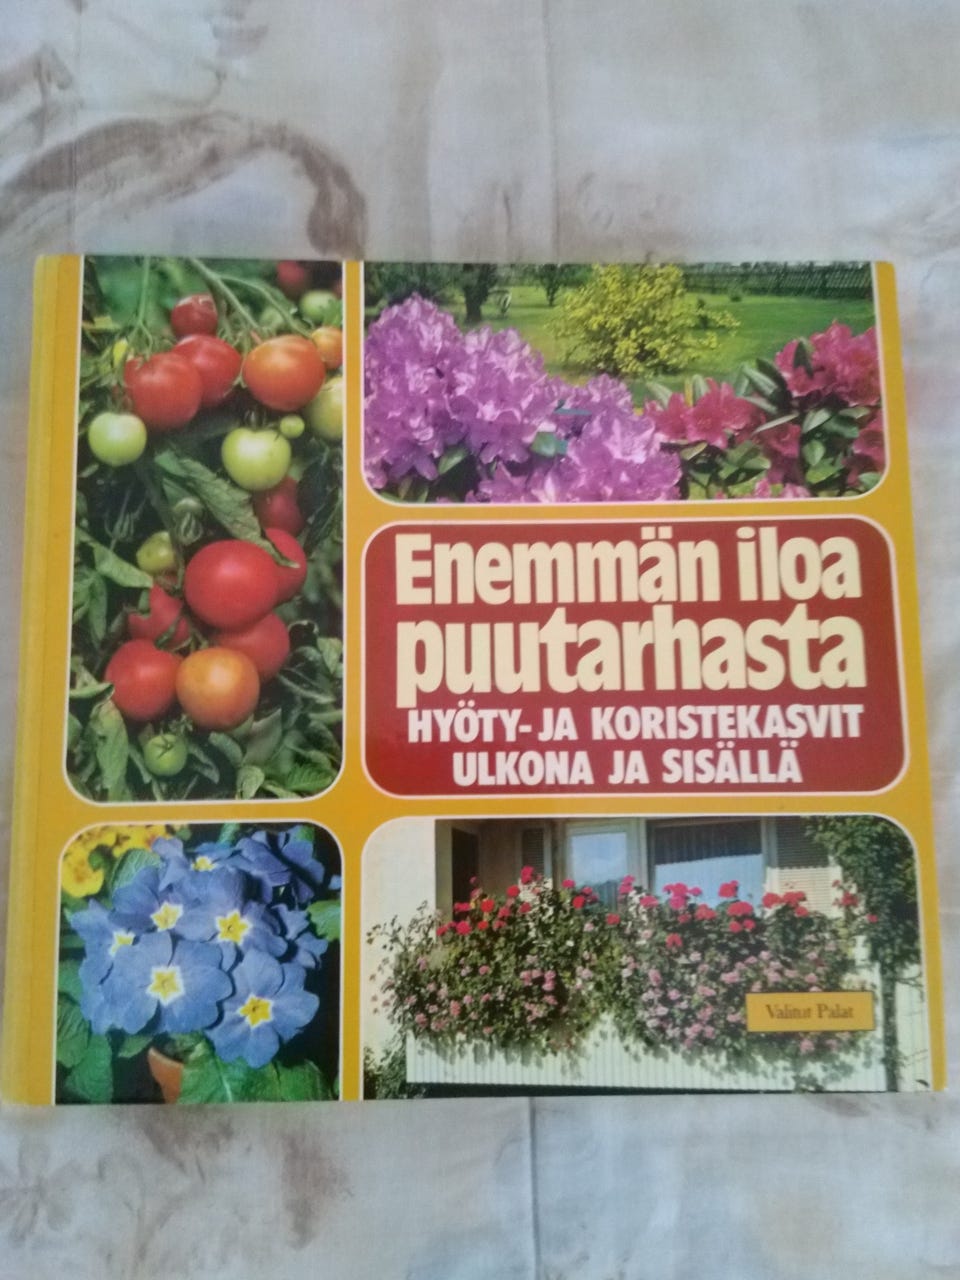 Enemmän iloa
puutarhasta
HYÖTY- JA KORISTEKASVIT
ULKONA JA SISÄLLÄ
Valitut Palat